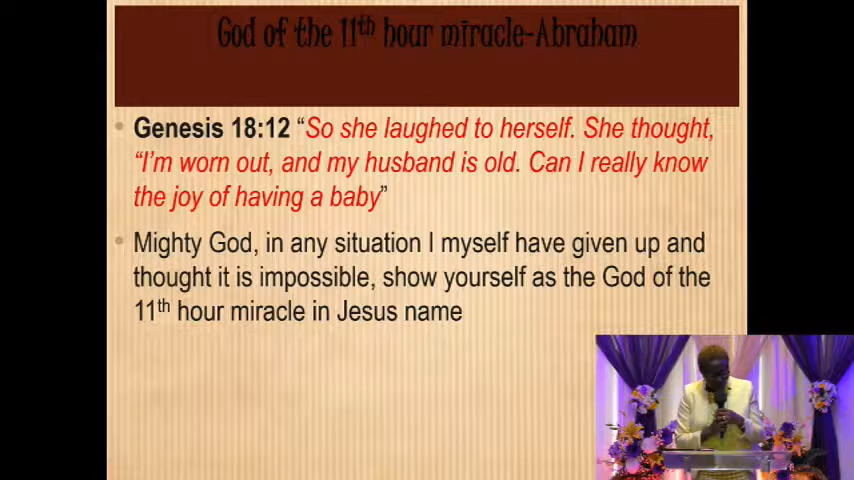 God of the 11th hour miracle-Abraham
• Genesis 18:12 “So she laughed to herself. She thought,
“I’m worn out, and my husband is old. Can I really know
the joy of having a baby”
• Mighty God, in any situation I myself have given up and
thought it is impossible, show yourself as the God of the
11th hour miracle in Jesus name